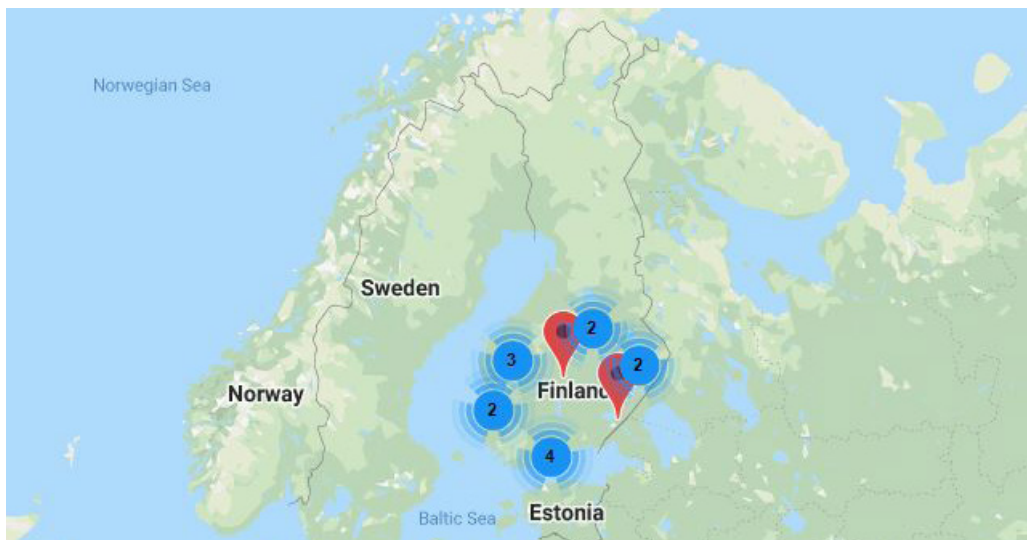 Norwegian Sea
Sweden
2
3
2
Finland
Norway
2
4
Estonia
Baltic Sea